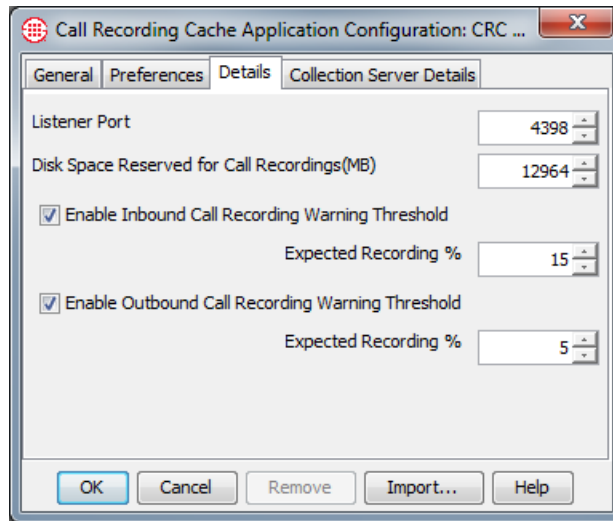 Call Recording Cache Application Configuration: CRC ...
General Preferences Details Collection Server Details
Listener Port 4398
Disk Space Reserved for Call Recordings(MB) 12964
Enable Inbound Call Recording Warning Threshold
Expected Recording % 15
Enable Outbound Call Recording Warning Threshold
Expected Recording % 5
OK Cancel Remove Import... Help